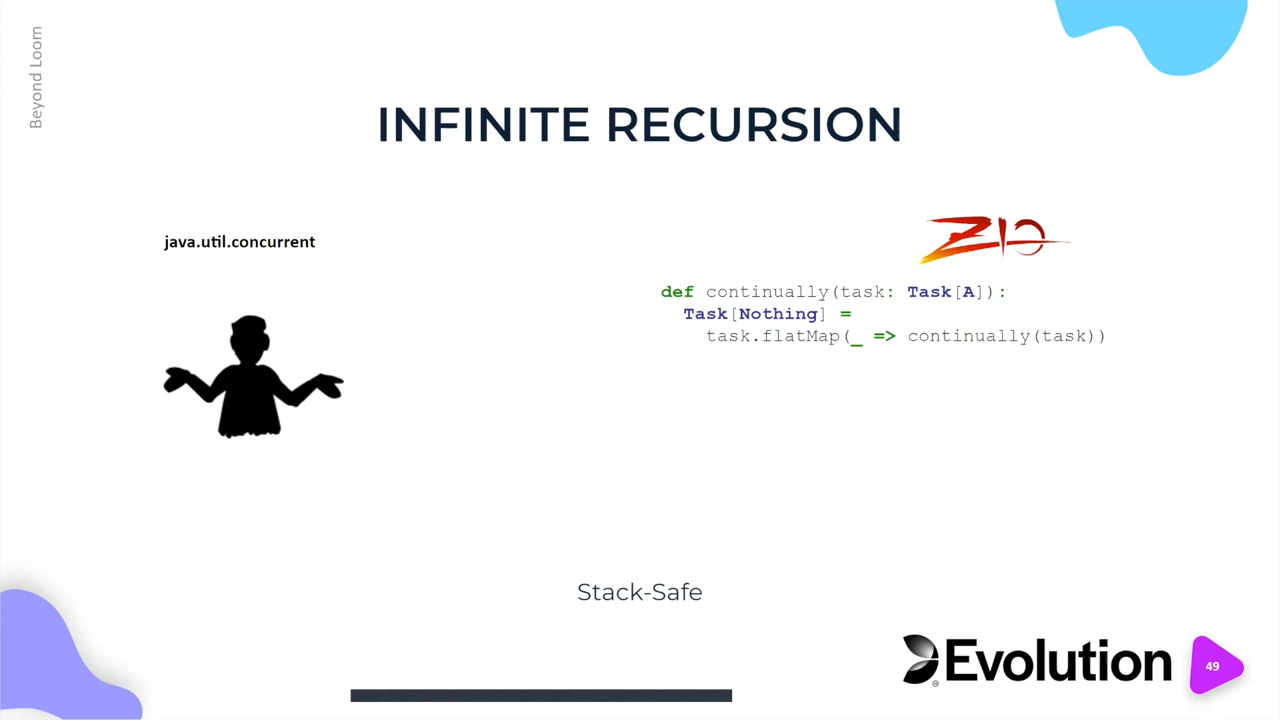 Beyond Loom
INFINITE RECURSION
java.util.concurrent
ZIO
def continually(task: Task[A]):
Task[Nothing] =
task.flatMap(_ => continually(task))
Stack-Safe
Evolution
49